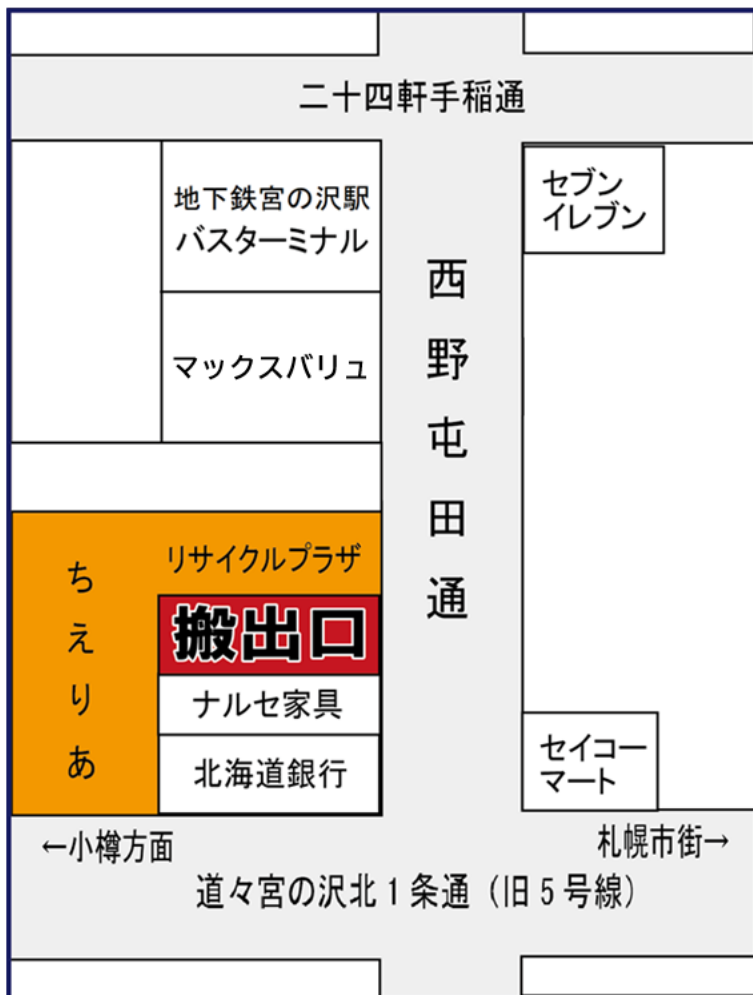 二十四軒手稲通
地下鉄宮の沢駅
バスターミナル
セブン
イレブン
マックスバリュ
西野屯田通
リサイクルプラザ
ちえりあ
搬出口
ナルセ家具
北海道銀行
セイコー
マート
←小樽方面
札幌市街→
道々宮の沢北1条通（旧5号線）